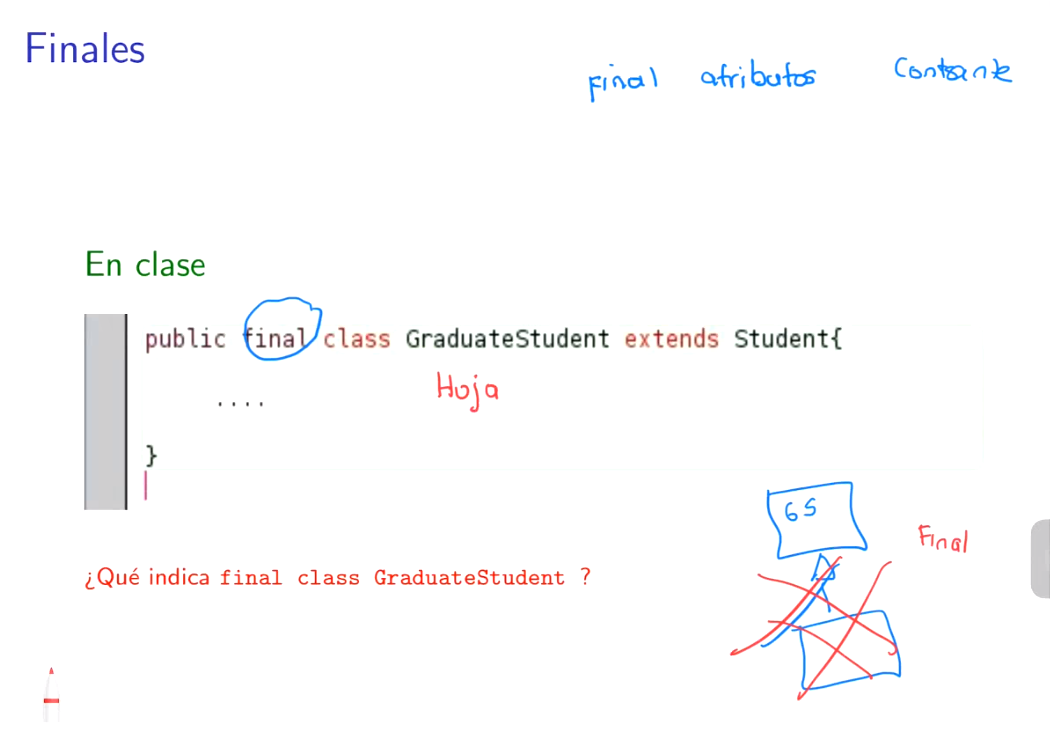 Finales
final atributos Constante
En clase
public final class GraduateStudent extends Student{
....
Hoja
}
GS
Final
¿Qué indica final class GraduateStudent ?